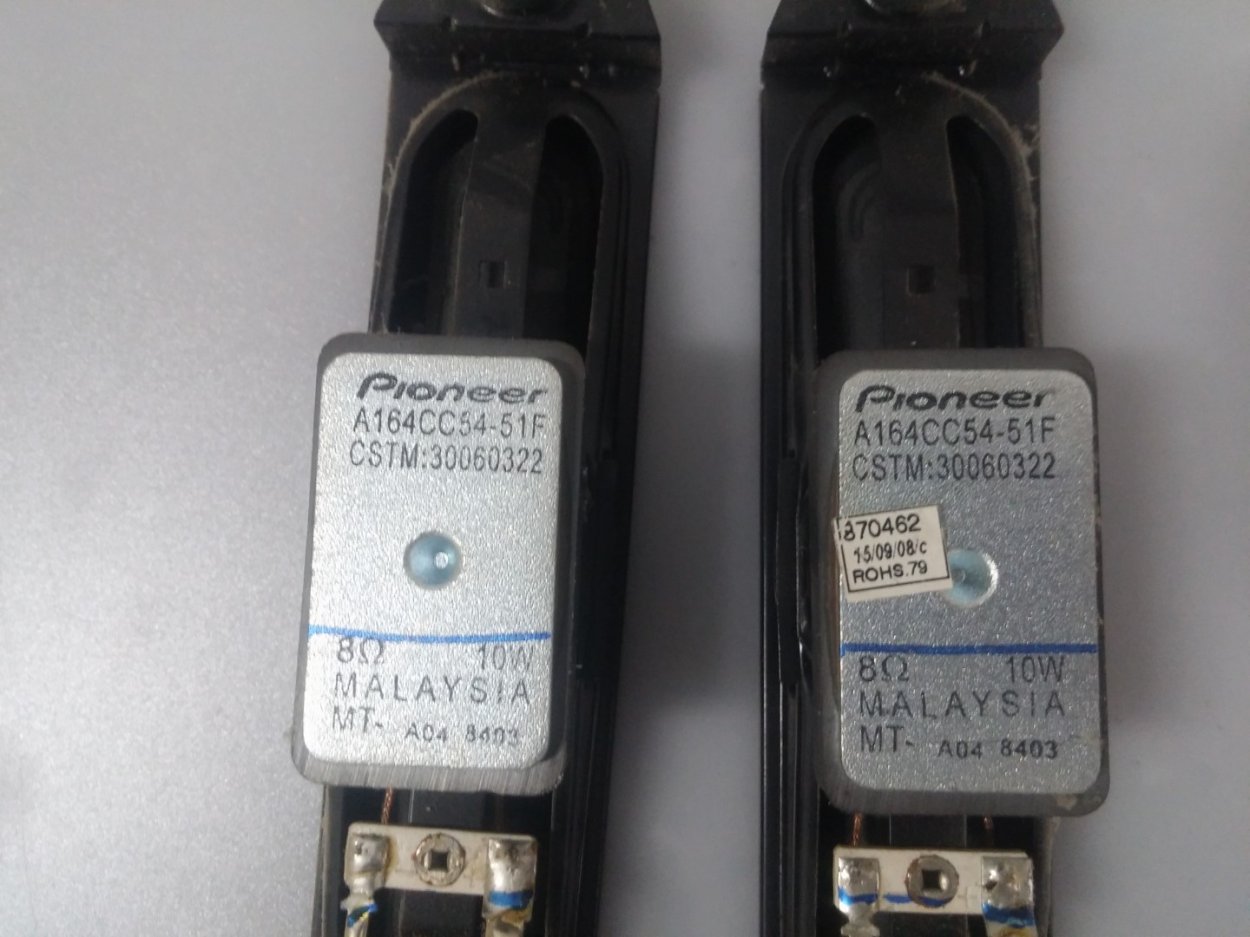 Pioneer
A164CC54-51F
CSTM:30060322
8Ω 10W
MALAYSIA
MT- A04 8403
Pioneer
A164CC54-51F
CSTM:30060322
870462
15/09/08/c
ROHS.79
8Ω 10W
MALAYSIA
MT- A04 8403